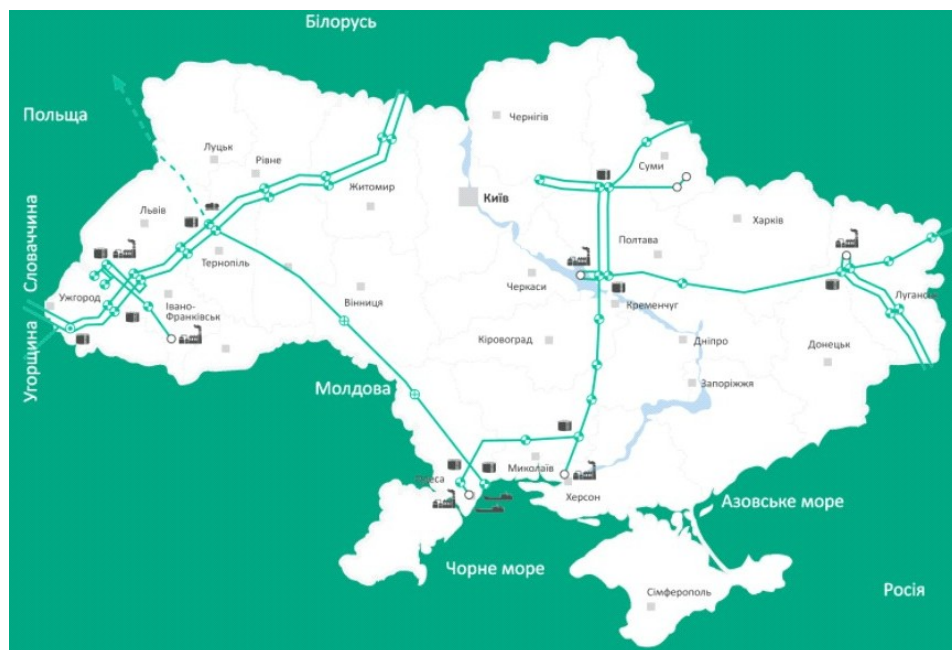 Білорусь
Польща
Словаччина
Угорщина
Молдова
Чорне море
Азовське море
Росія
Чернігів
Суми
Луцьк
Рівне
Житомир
Київ
Львів
Тернопіль
Харків
Полтава
Ужгород
Івано-
Франківськ
Вінниця
Черкаси
Кременчуг
Луганськ
Кіровоград
Дніпро
Донецьк
Запоріжжя
Миколаїв
Одеса
Херсон
Сімферополь